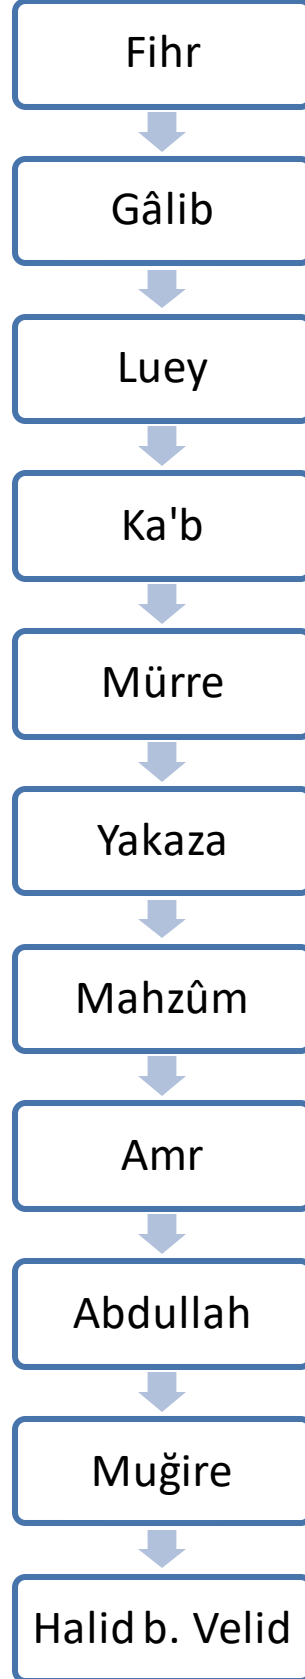 Fihr
Gâlib
Luey
Ka'b
Mürre
Yakaza
Mahzûm
Amr
Abdullah
Muğire
Halid b. Velid